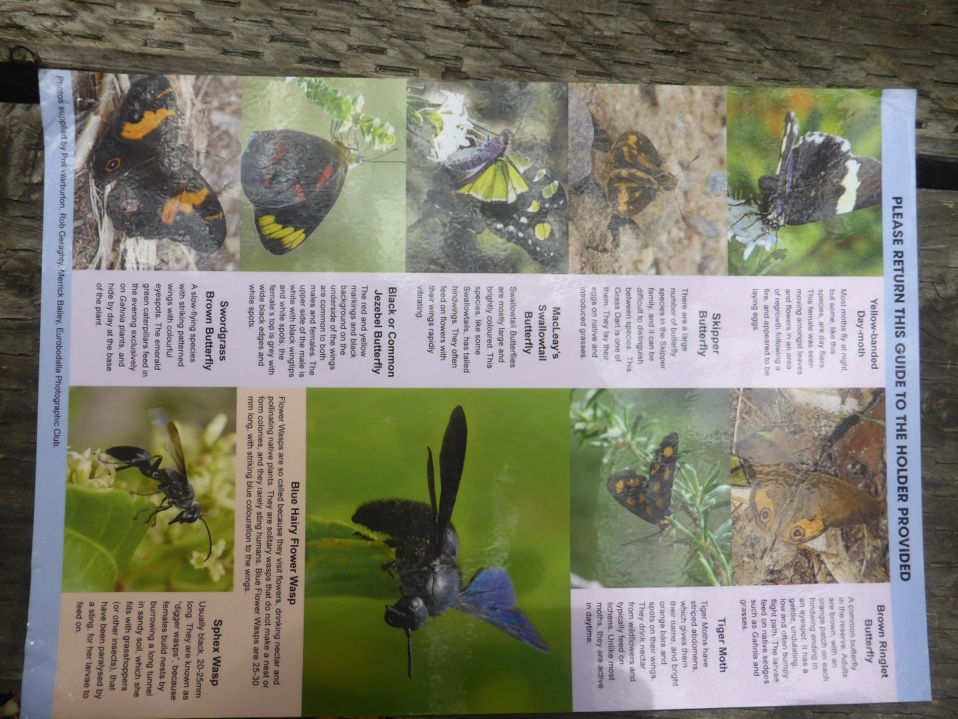 PLEASE RETURN THIS GUIDE TO THE HOLDER PROVIDED
Yellow-banded
Day-moth
Most moths fly at night,
but some, like this
species, are day fliers.
This female was seen
moving amongst leaves
and flowers in an area
of regrowth following a
fire, and appeared to be
laying eggs.
Skipper
Butterfly
There are a large
number of butterfly
species in the Skipper
family, and it can be
difficult to distinguish
between species. This
Grass Dart is one of
them. They lay their
eggs on native and
introduced grasses.
MacLeay's
Swallowtail
Butterfly
Swallowtail Butterflies
are mostly large and
brightly coloured. This
species, like some
Swallowtails, has tailed
hindwings. They often
feed on flowers with
their wings rapidly
vibrating.
Black or Common
Jezebel Butterfly
The red and yellow
markings and black
background on the
underside of the wings
are common to both
males and females. The
upper side of the male is
white with black wingtips
and white spots, the
female's top is grey with
wide black edges and
white spots.
Swordgrass
Brown Butterfly
A slow-flying species
with striking patterned
wings with colourful
eyespots. The emerald
green caterpillars feed in
the evening exclusively
on Gahnia plants, and
hide by day at the base
of the plant.
Brown Ringlet
Butterfly
A common butterfly
in the reserve. Adults
are brown, with an
orange patch on each
hindwing ending in
an eyespot. It has a
gentle, undulating,
low and often bumpy
flight path. The larvae
feed on native sedges
such as Gahnia and
grasses.
Tiger Moth
Tiger Moths have
striped abdomens,
which gives them
their name, and bright
orange bars and
spots on their wings.
They drink nectar
from wildflowers and
typically feed on
lichens. Unlike most
moths, they are active
in daytime.
Blue Hairy Flower Wasp
Flower Wasps are so called because they visit flowers, drinking nectar and
pollinating native plants. They are solitary wasps that do not make a nest or
form colonies, and they rarely sting humans. Blue Flower Wasps are 25-30
mm long, with striking blue colouration to the wings.
Sphex Wasp
Usually black, 20-25mm
long. They are known as
"digger wasps", because
females build nests by
burrowing a long tunnel
in sandy soil, which she
fills with grasshoppers
(or other insects), that
have been paralysed by
a sting, for her larvae to
feed on.
Photos supplied by Phil Warburton, Rob Geraghty, Merrick Bailey, Eurobodalla Photographic Club.